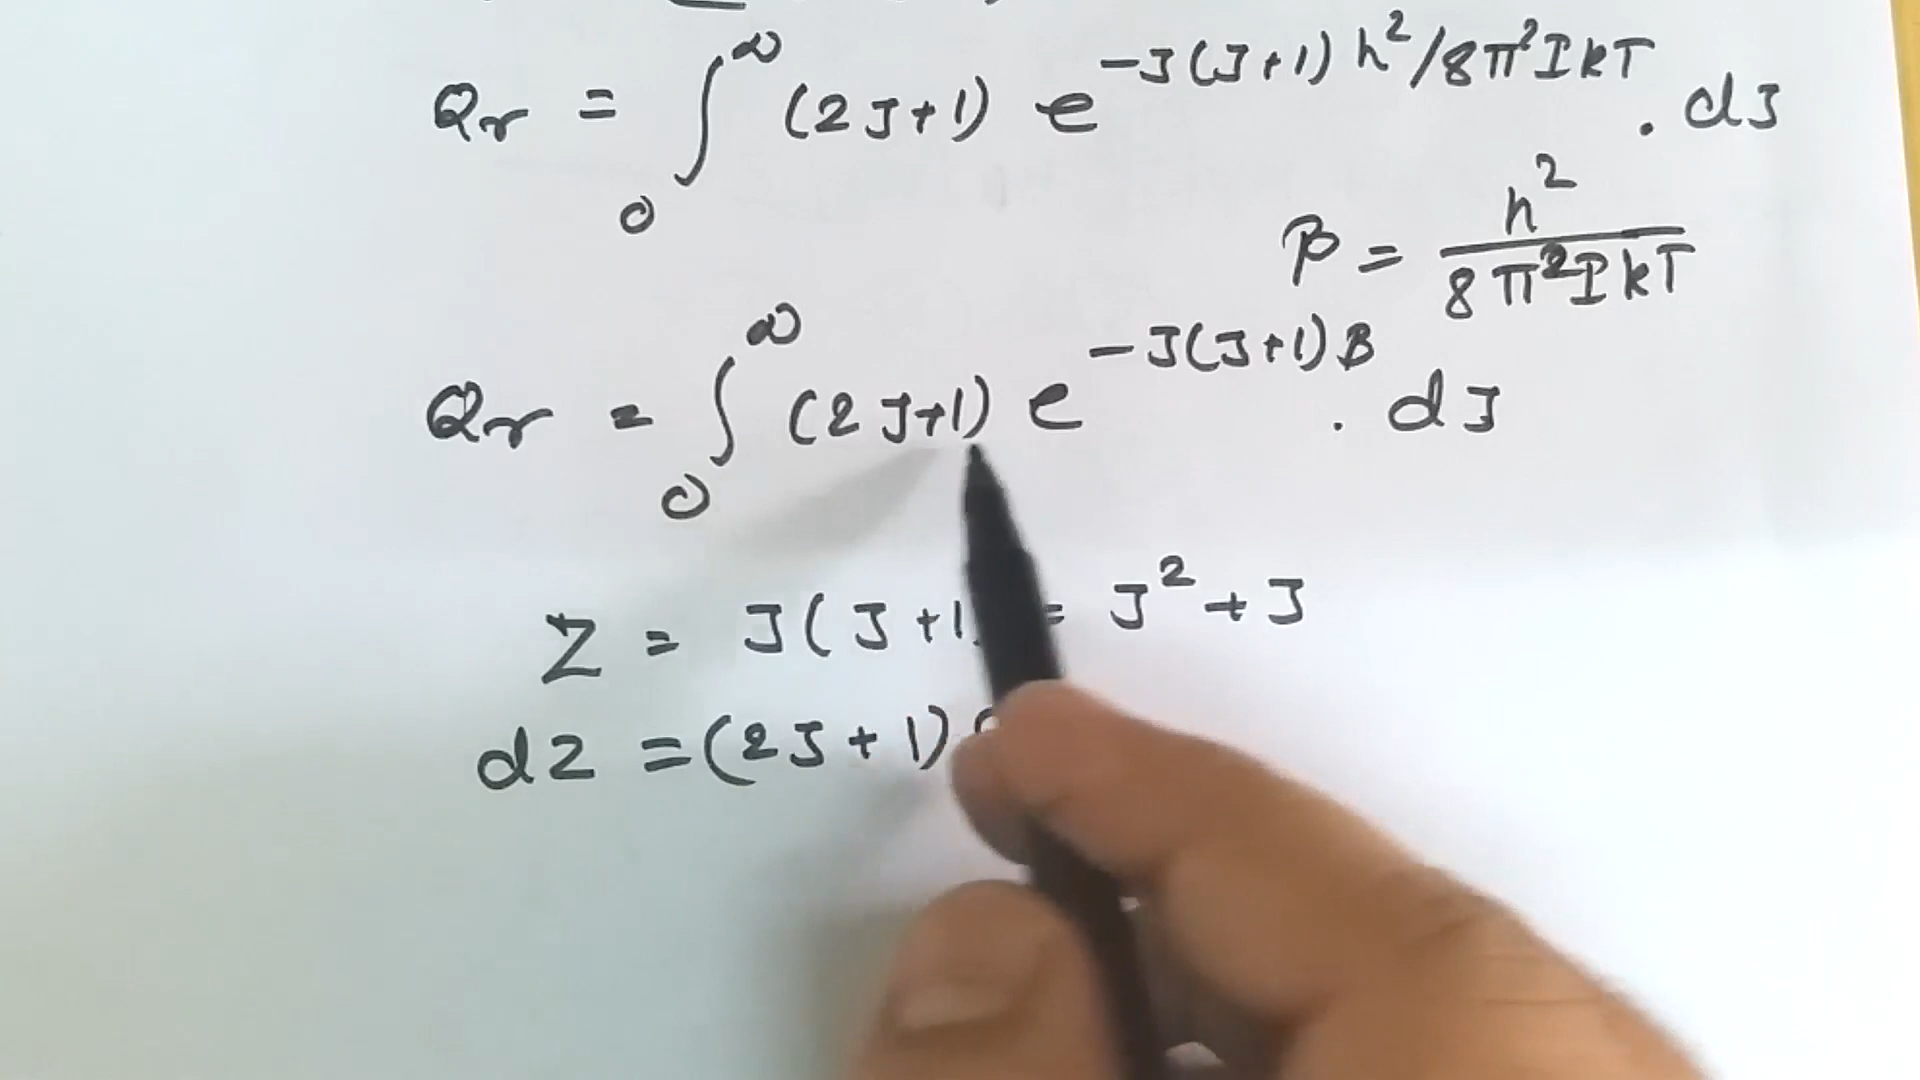 Qr = ∫₀^∞ (2J+1) e^{-J(J+1) h²/8π²IkT} . dJ
β = h²/8π²IkT
Qr = ∫₀^∞ (2J+1) e^{-J(J+1)β} . dJ
Z = J(J+1 = J² + J
dz = (2J+1)